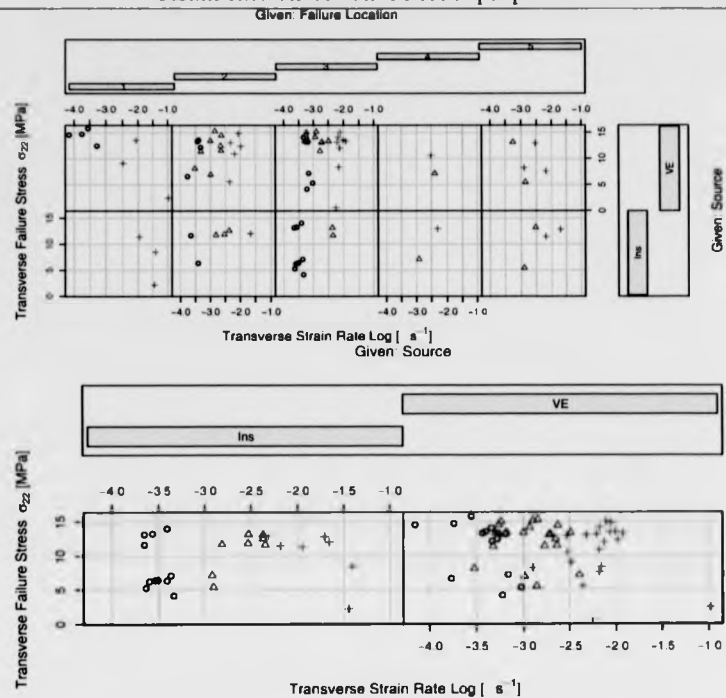 Given: Failure Location
1 2 3 4 5
-4.0 -3.0 -2.0 -1.0 -4.0 -3.0 -2.0 -1.0 -4.0 -3.0 -2.0 -1.0
Transverse Failure Stress σ22 [MPa]
0 5 10 15
0 5 10 15
VE
Ins
Given: Source
-4.0 -3.0 -2.0 -1.0 -4.0 -3.0 -2.0 -1.0
Transverse Strain Rate Log [ s-1]
Given: Source
VE
Ins
-4.0 -3.5 -3.0 -2.5 -2.0 -1.5 -1.0
Transverse Failure Stress σ22 [MPa]
0 5 10 15
-4.0 -3.5 -3.0 -2.5 -2.0 -1.5 -1.0
Transverse Strain Rate Log [ s-1]